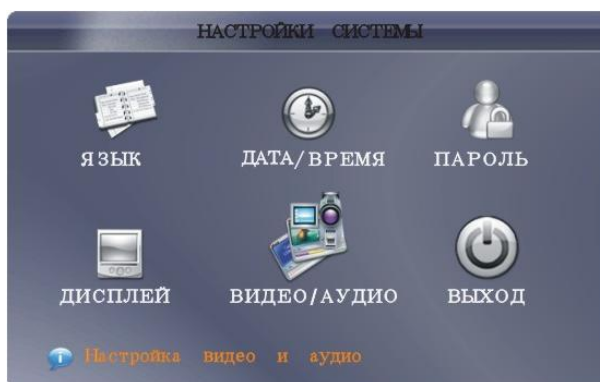 НАСТРОЙКИ СИСТЕМЫ
ЯЗЫК
ДАТА/ВРЕМЯ
ПАРОЛЬ
ДИСПЛЕЙ
ВИДЕО/АУДИО
ВЫХОД
Настройка видео и аудио